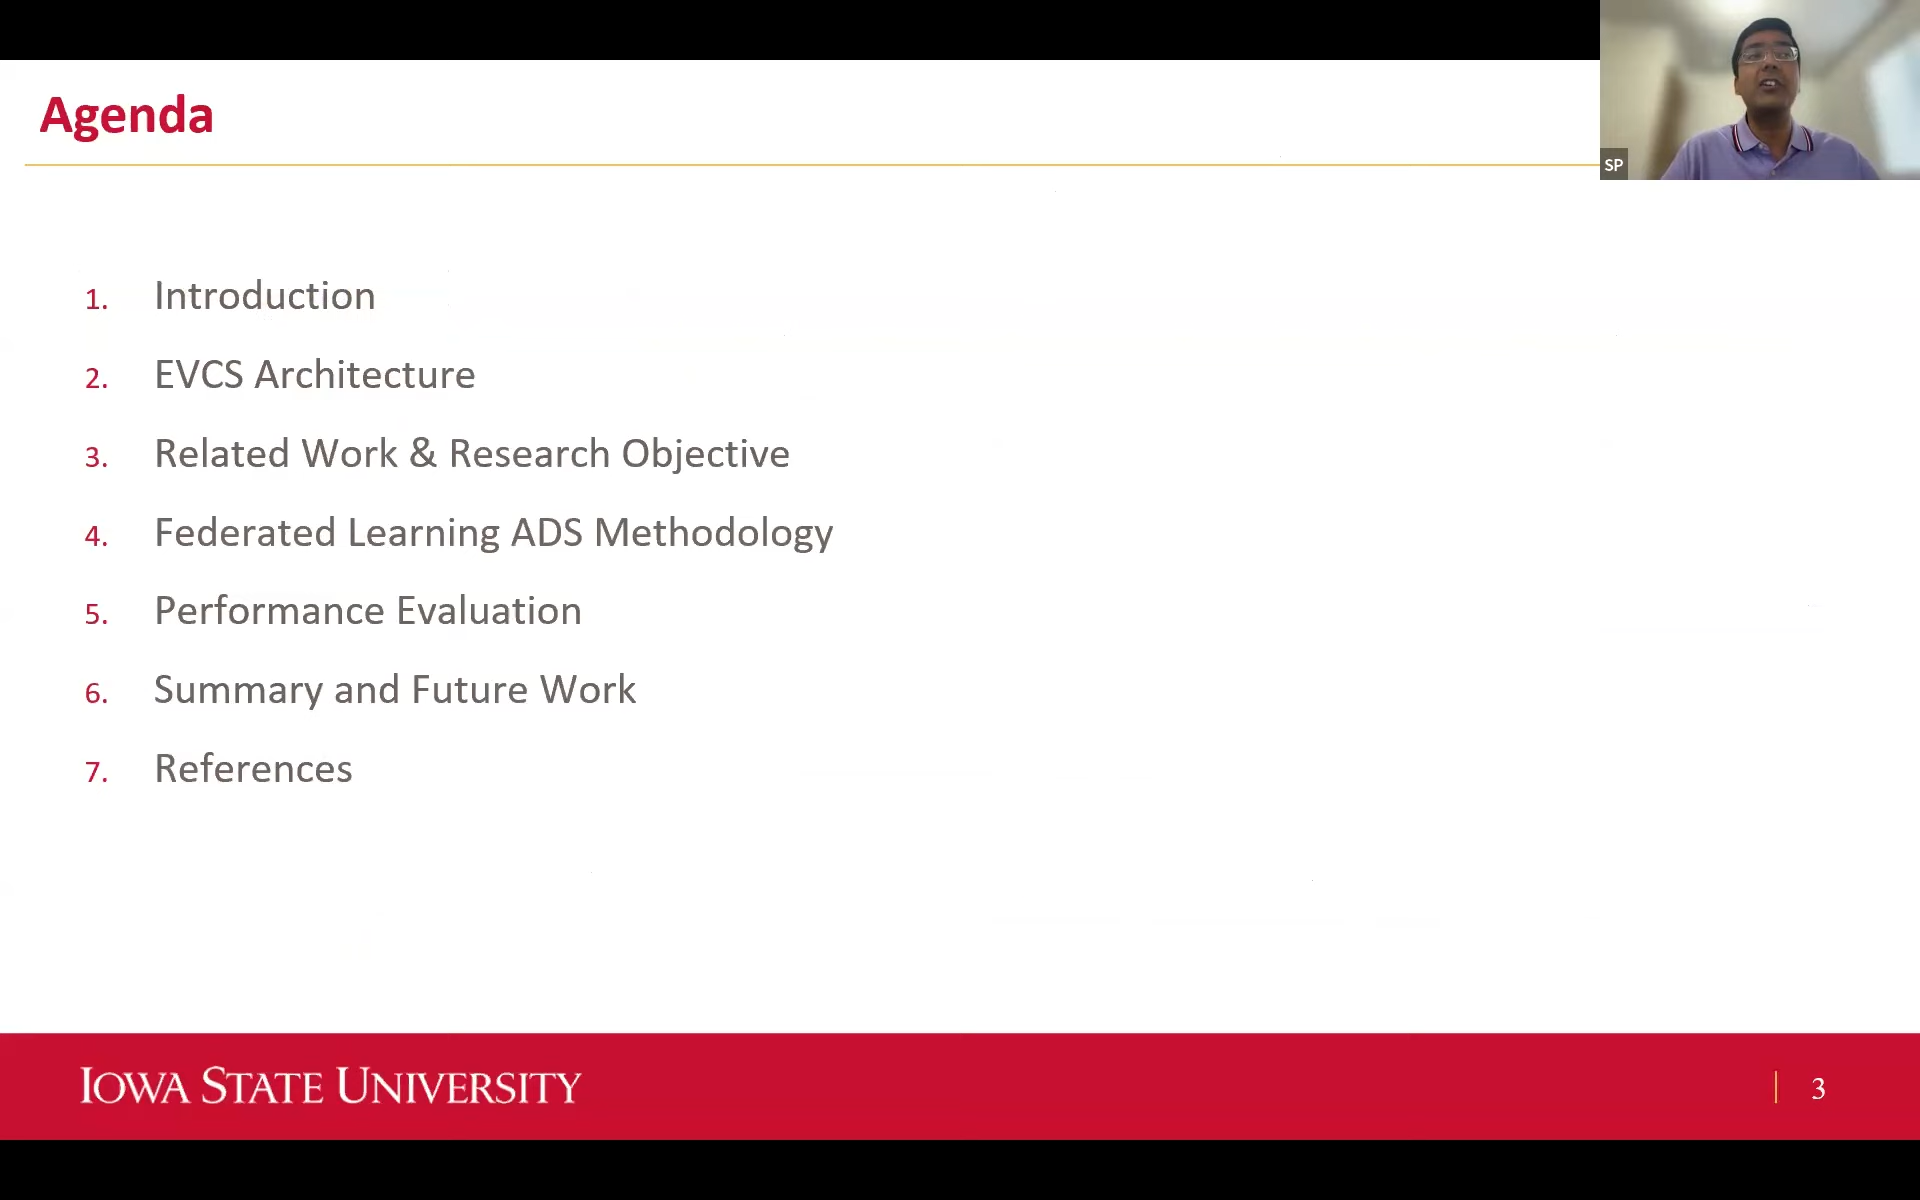 Agenda
SP
1. Introduction
2. EVCS Architecture
3. Related Work & Research Objective
4. Federated Learning ADS Methodology
5. Performance Evaluation
6. Summary and Future Work
7. References
IOWA STATE UNIVERSITY
3